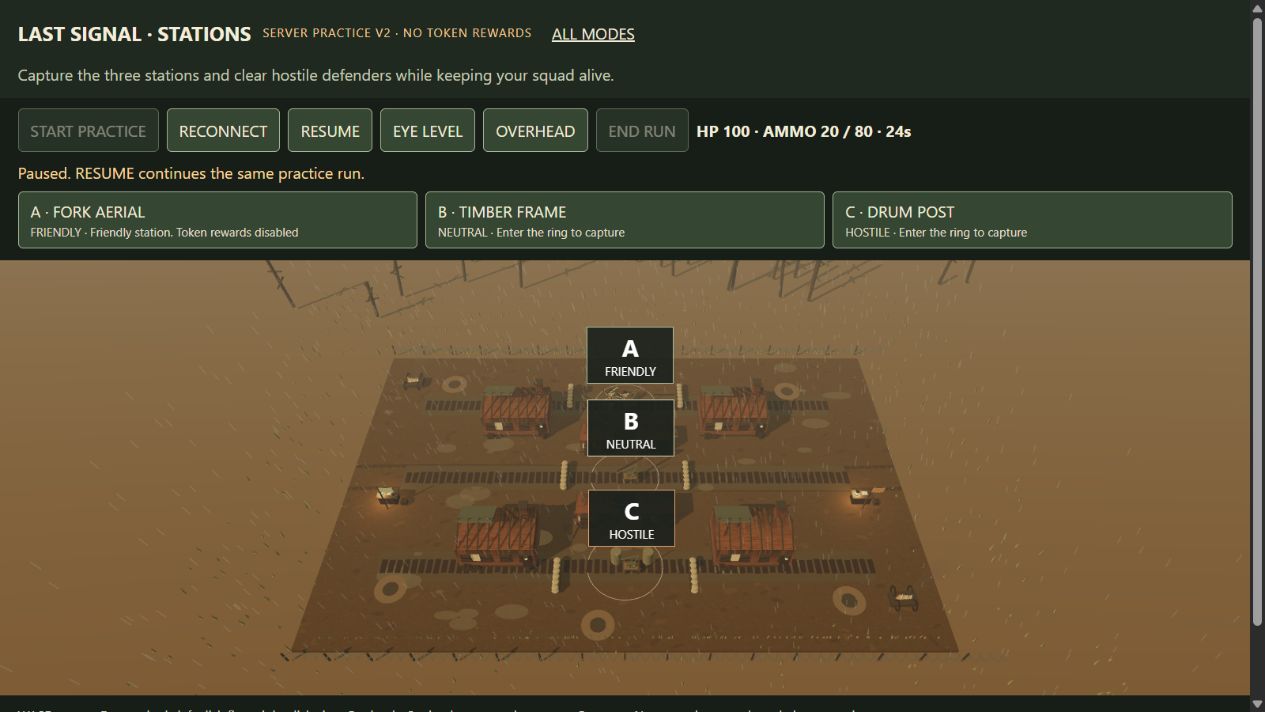 LAST SIGNAL · STATIONS SERVER PRACTICE V2 · NO TOKEN REWARDS ALL MODES
Capture the three stations and clear hostile defenders while keeping your squad alive.
START PRACTICE RECONNECT RESUME EYE LEVEL OVERHEAD END RUN HP 100 · AMMO 20 / 80 · 24s
Paused. RESUME continues the same practice run.
A · FORK AERIAL
FRIENDLY · Friendly station. Token rewards disabled
B · TIMBER FRAME
NEUTRAL · Enter the ring to capture
C · DRUM POST
HOSTILE · Enter the ring to capture
A
FRIENDLY
B
NEUTRAL
C
HOSTILE